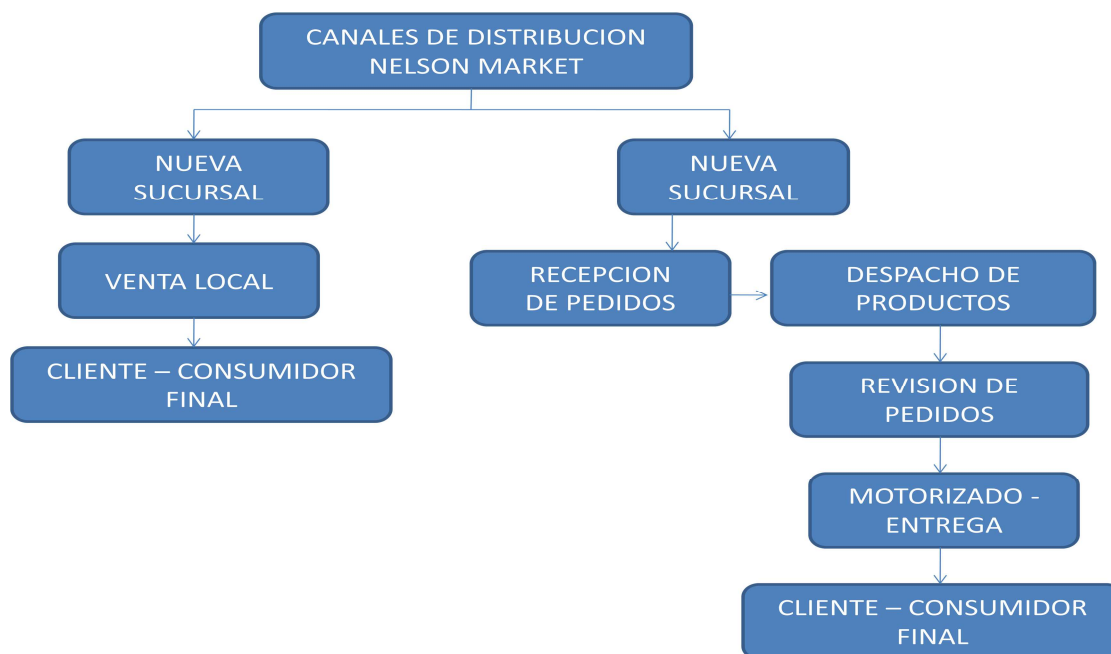 CANALES DE DISTRIBUCION
NELSON MARKET
NUEVA
SUCURSAL
VENTA LOCAL
CLIENTE – CONSUMIDOR
FINAL
NUEVA
SUCURSAL
RECEPCION
DE PEDIDOS
DESPACHO DE
PRODUCTOS
REVISION DE
PEDIDOS
MOTORIZADO -
ENTREGA
CLIENTE – CONSUMIDOR
FINAL